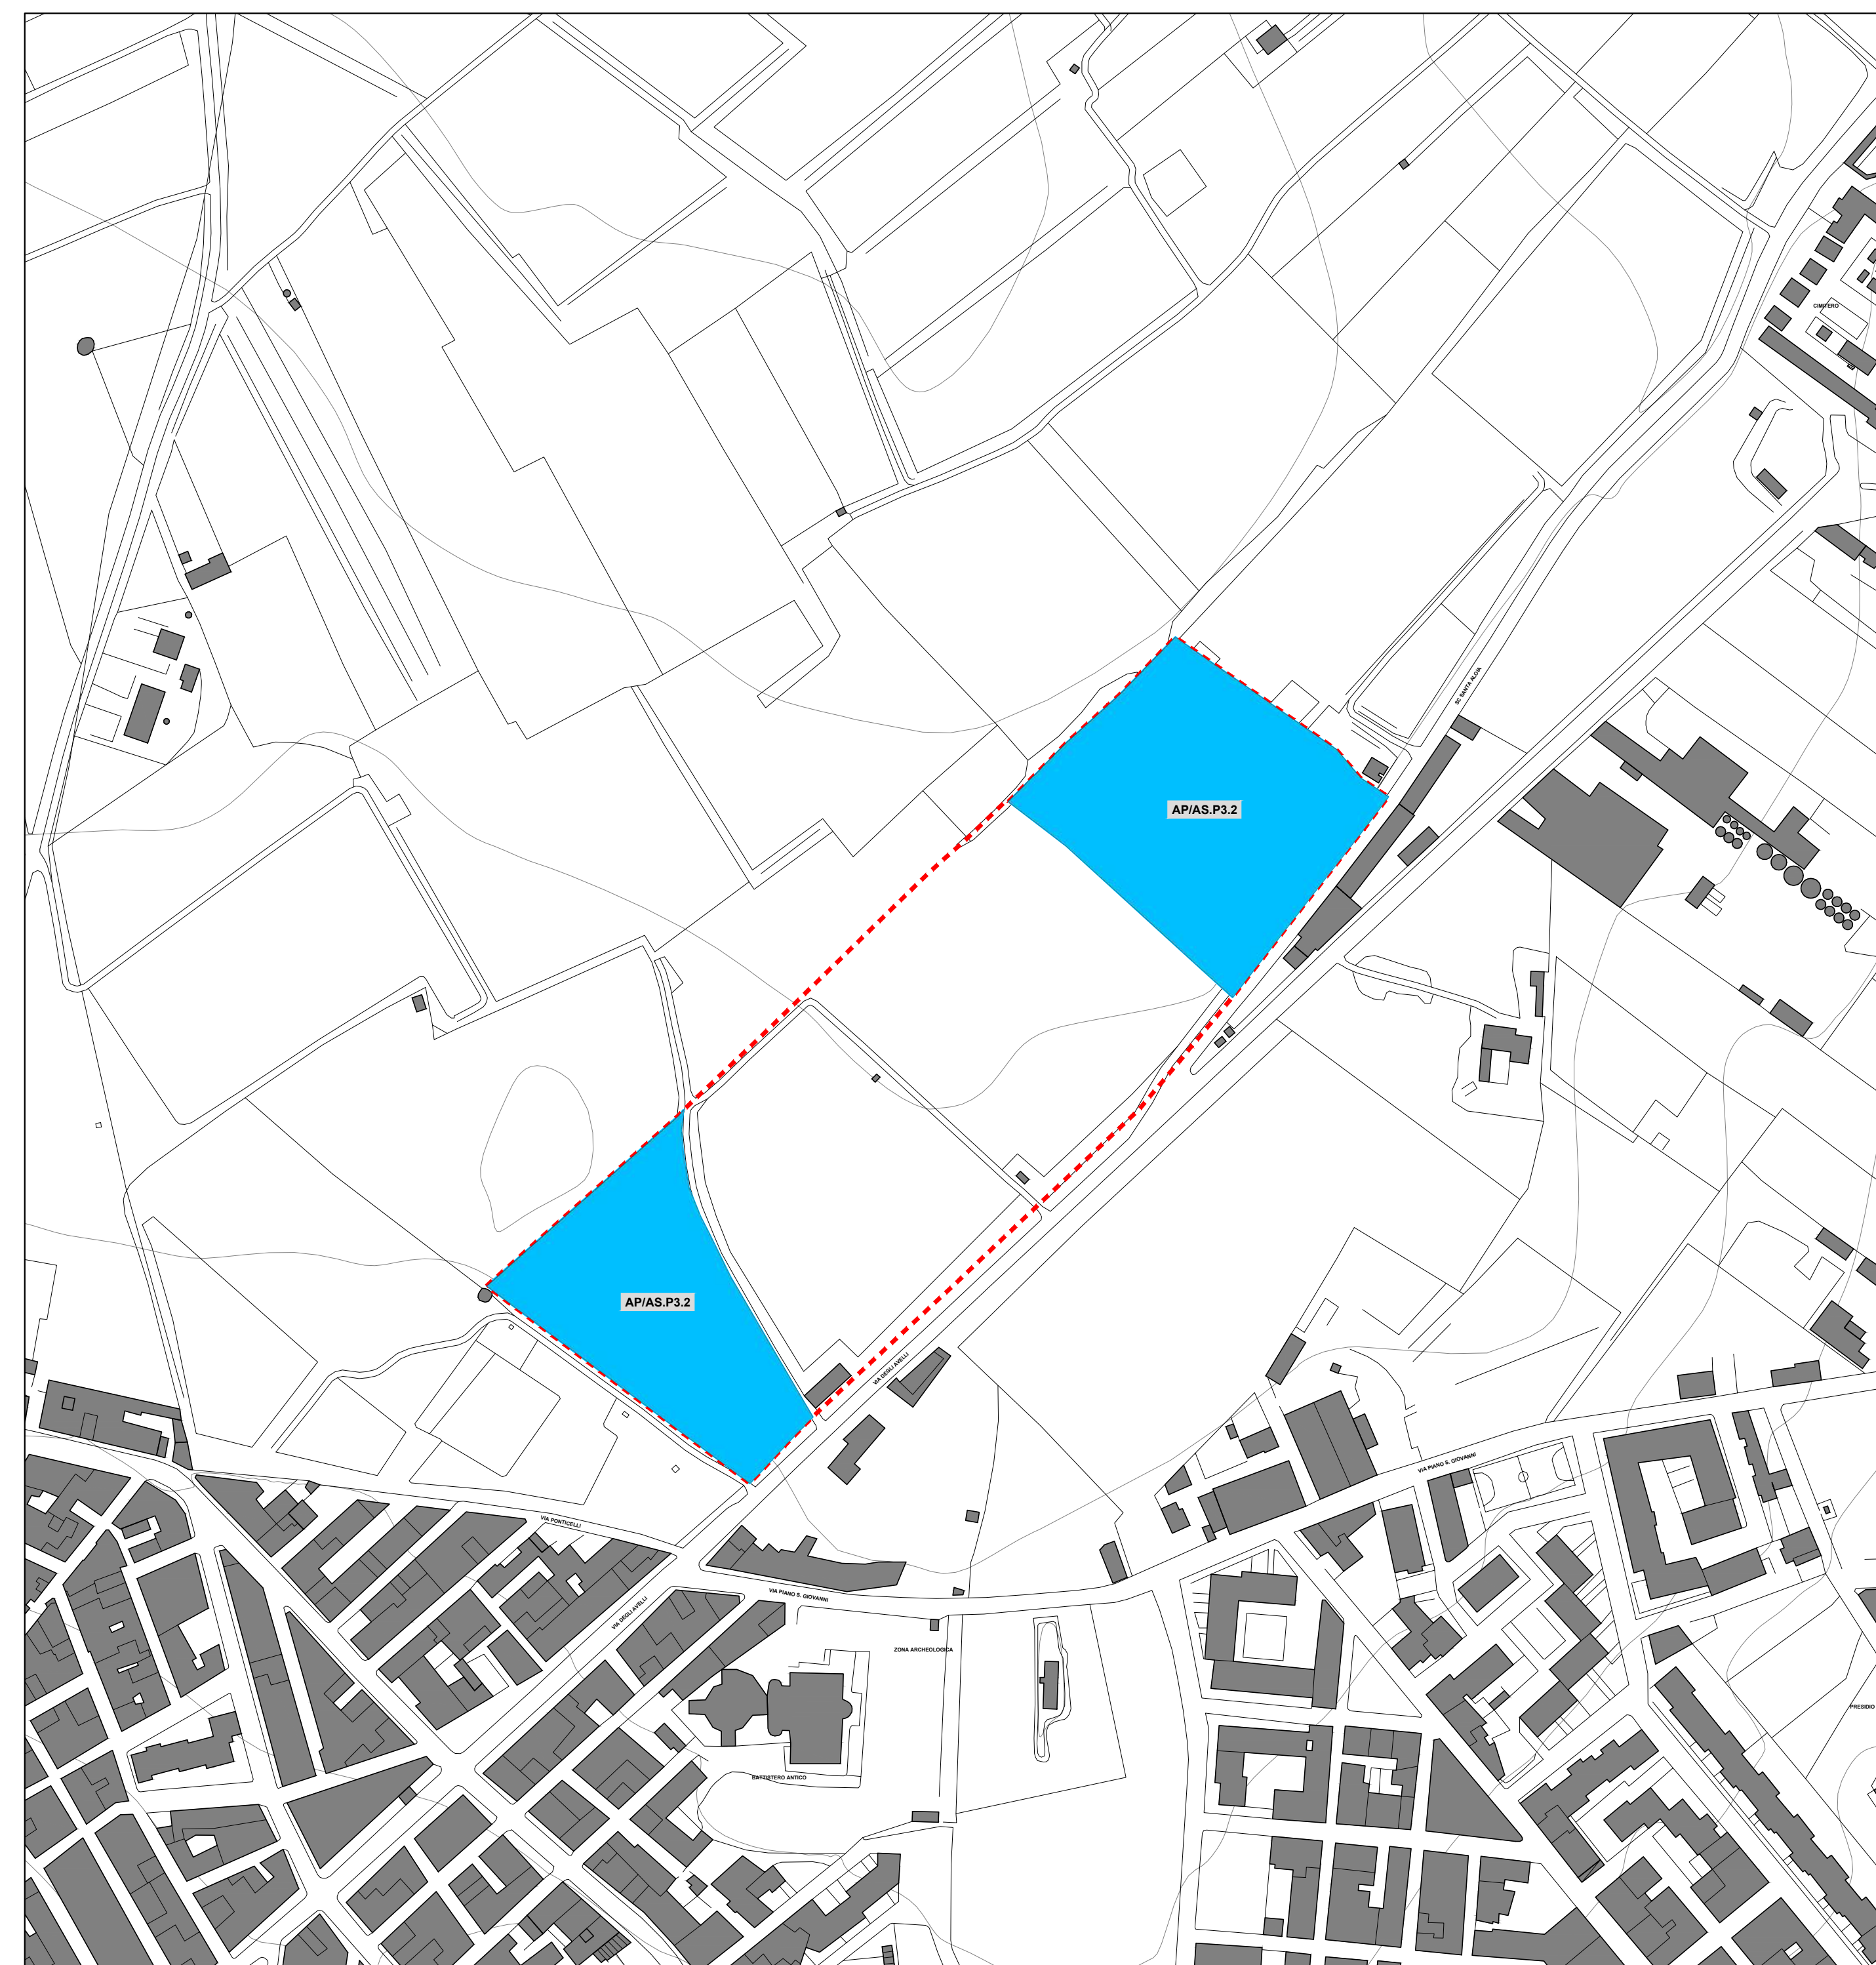 CIMITERO
SC SANTA ALOIA
AP/AS.P3.2
AP/AS.P3.2
VIA DEGLI AVELLI
VIA PIANO S. GIOVANNI
VIA PONTICELLI
VIA PIANO S. GIOVANNI
VIA DEGLI AVELLI
ZONA ARCHEOLOGICA
PRESIDIO
BATTISTERO ANTICO